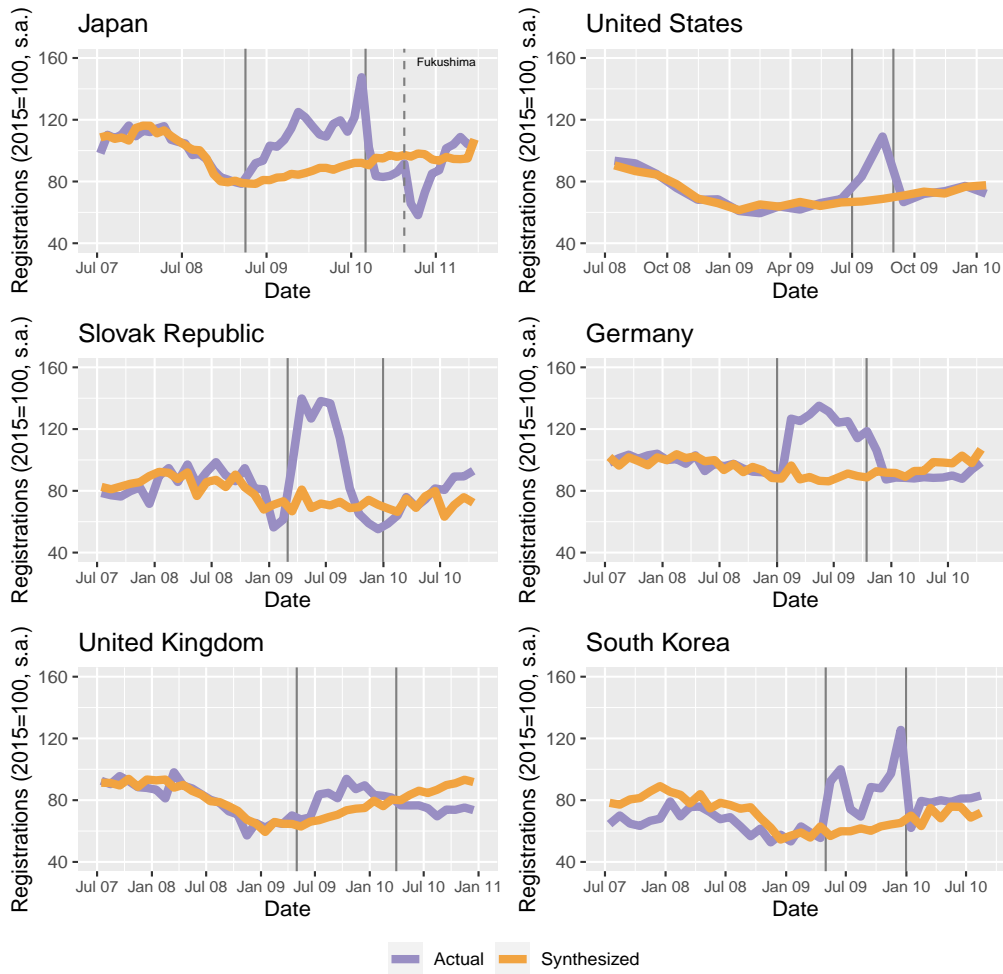 Japan
Registrations (2015=100, s.a.)
160
120
80
40
Fukushima
Jul 07
Jul 08
Jul 09
Jul 10
Jul 11
Date
United States
Registrations (2015=100, s.a.)
160
120
80
40
Jul 08
Oct 08
Jan 09
Apr 09
Jul 09
Oct 09
Jan 10
Date
Slovak Republic
Registrations (2015=100, s.a.)
160
120
80
40
Jul 07
Jan 08
Jul 08
Jan 09
Jul 09
Jan 10
Jul 10
Date
Germany
Registrations (2015=100, s.a.)
160
120
80
40
Jul 07
Jan 08
Jul 08
Jan 09
Jul 09
Jan 10
Jul 10
Date
United Kingdom
Registrations (2015=100, s.a.)
160
120
80
40
Jul 07
Jan 08
Jul 08
Jan 09
Jul 09
Jan 10
Jul 10
Jan 11
Date
South Korea
Registrations (2015=100, s.a.)
160
120
80
40
Jul 07
Jan 08
Jul 08
Jan 09
Jul 09
Jan 10
Jul 10
Date
Actual
Synthesized